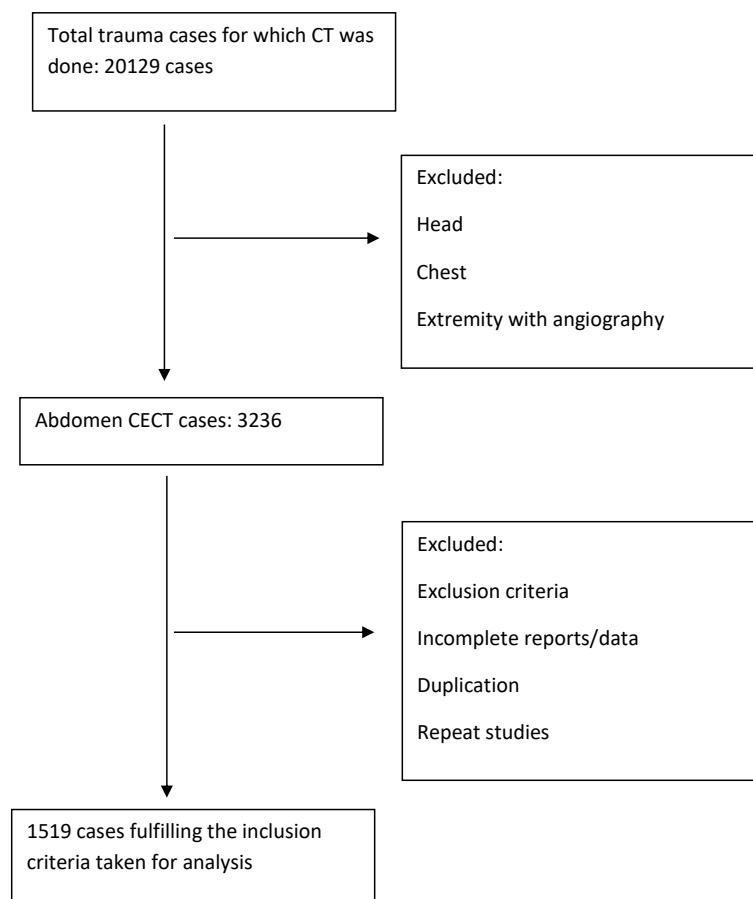 Total trauma cases for which CT was
done: 20129 cases
Excluded:
Head
Chest
Extremity with angiography
Abdomen CECT cases: 3236
Excluded:
Exclusion criteria
Incomplete reports/data
Duplication
Repeat studies
1519 cases fulfilling the inclusion
criteria taken for analysis